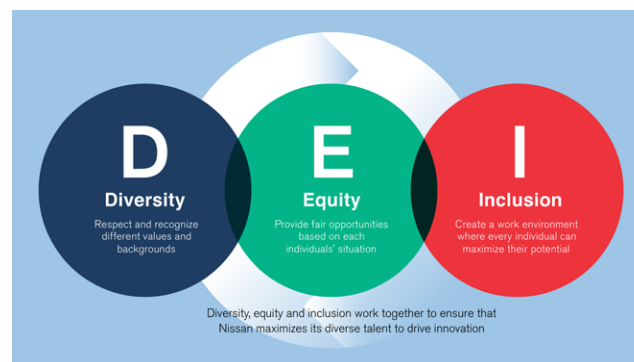 D
Diversity
Respect and recognize
different values and
backgrounds
E
Equity
Provide fair opportunities
based on each
individuals' situation
I
Inclusion
Create a work environment
where every individual can
maximize their potential
Diversity, equity and inclusion work together to ensure that
Nissan maximizes its diverse talent to drive innovation